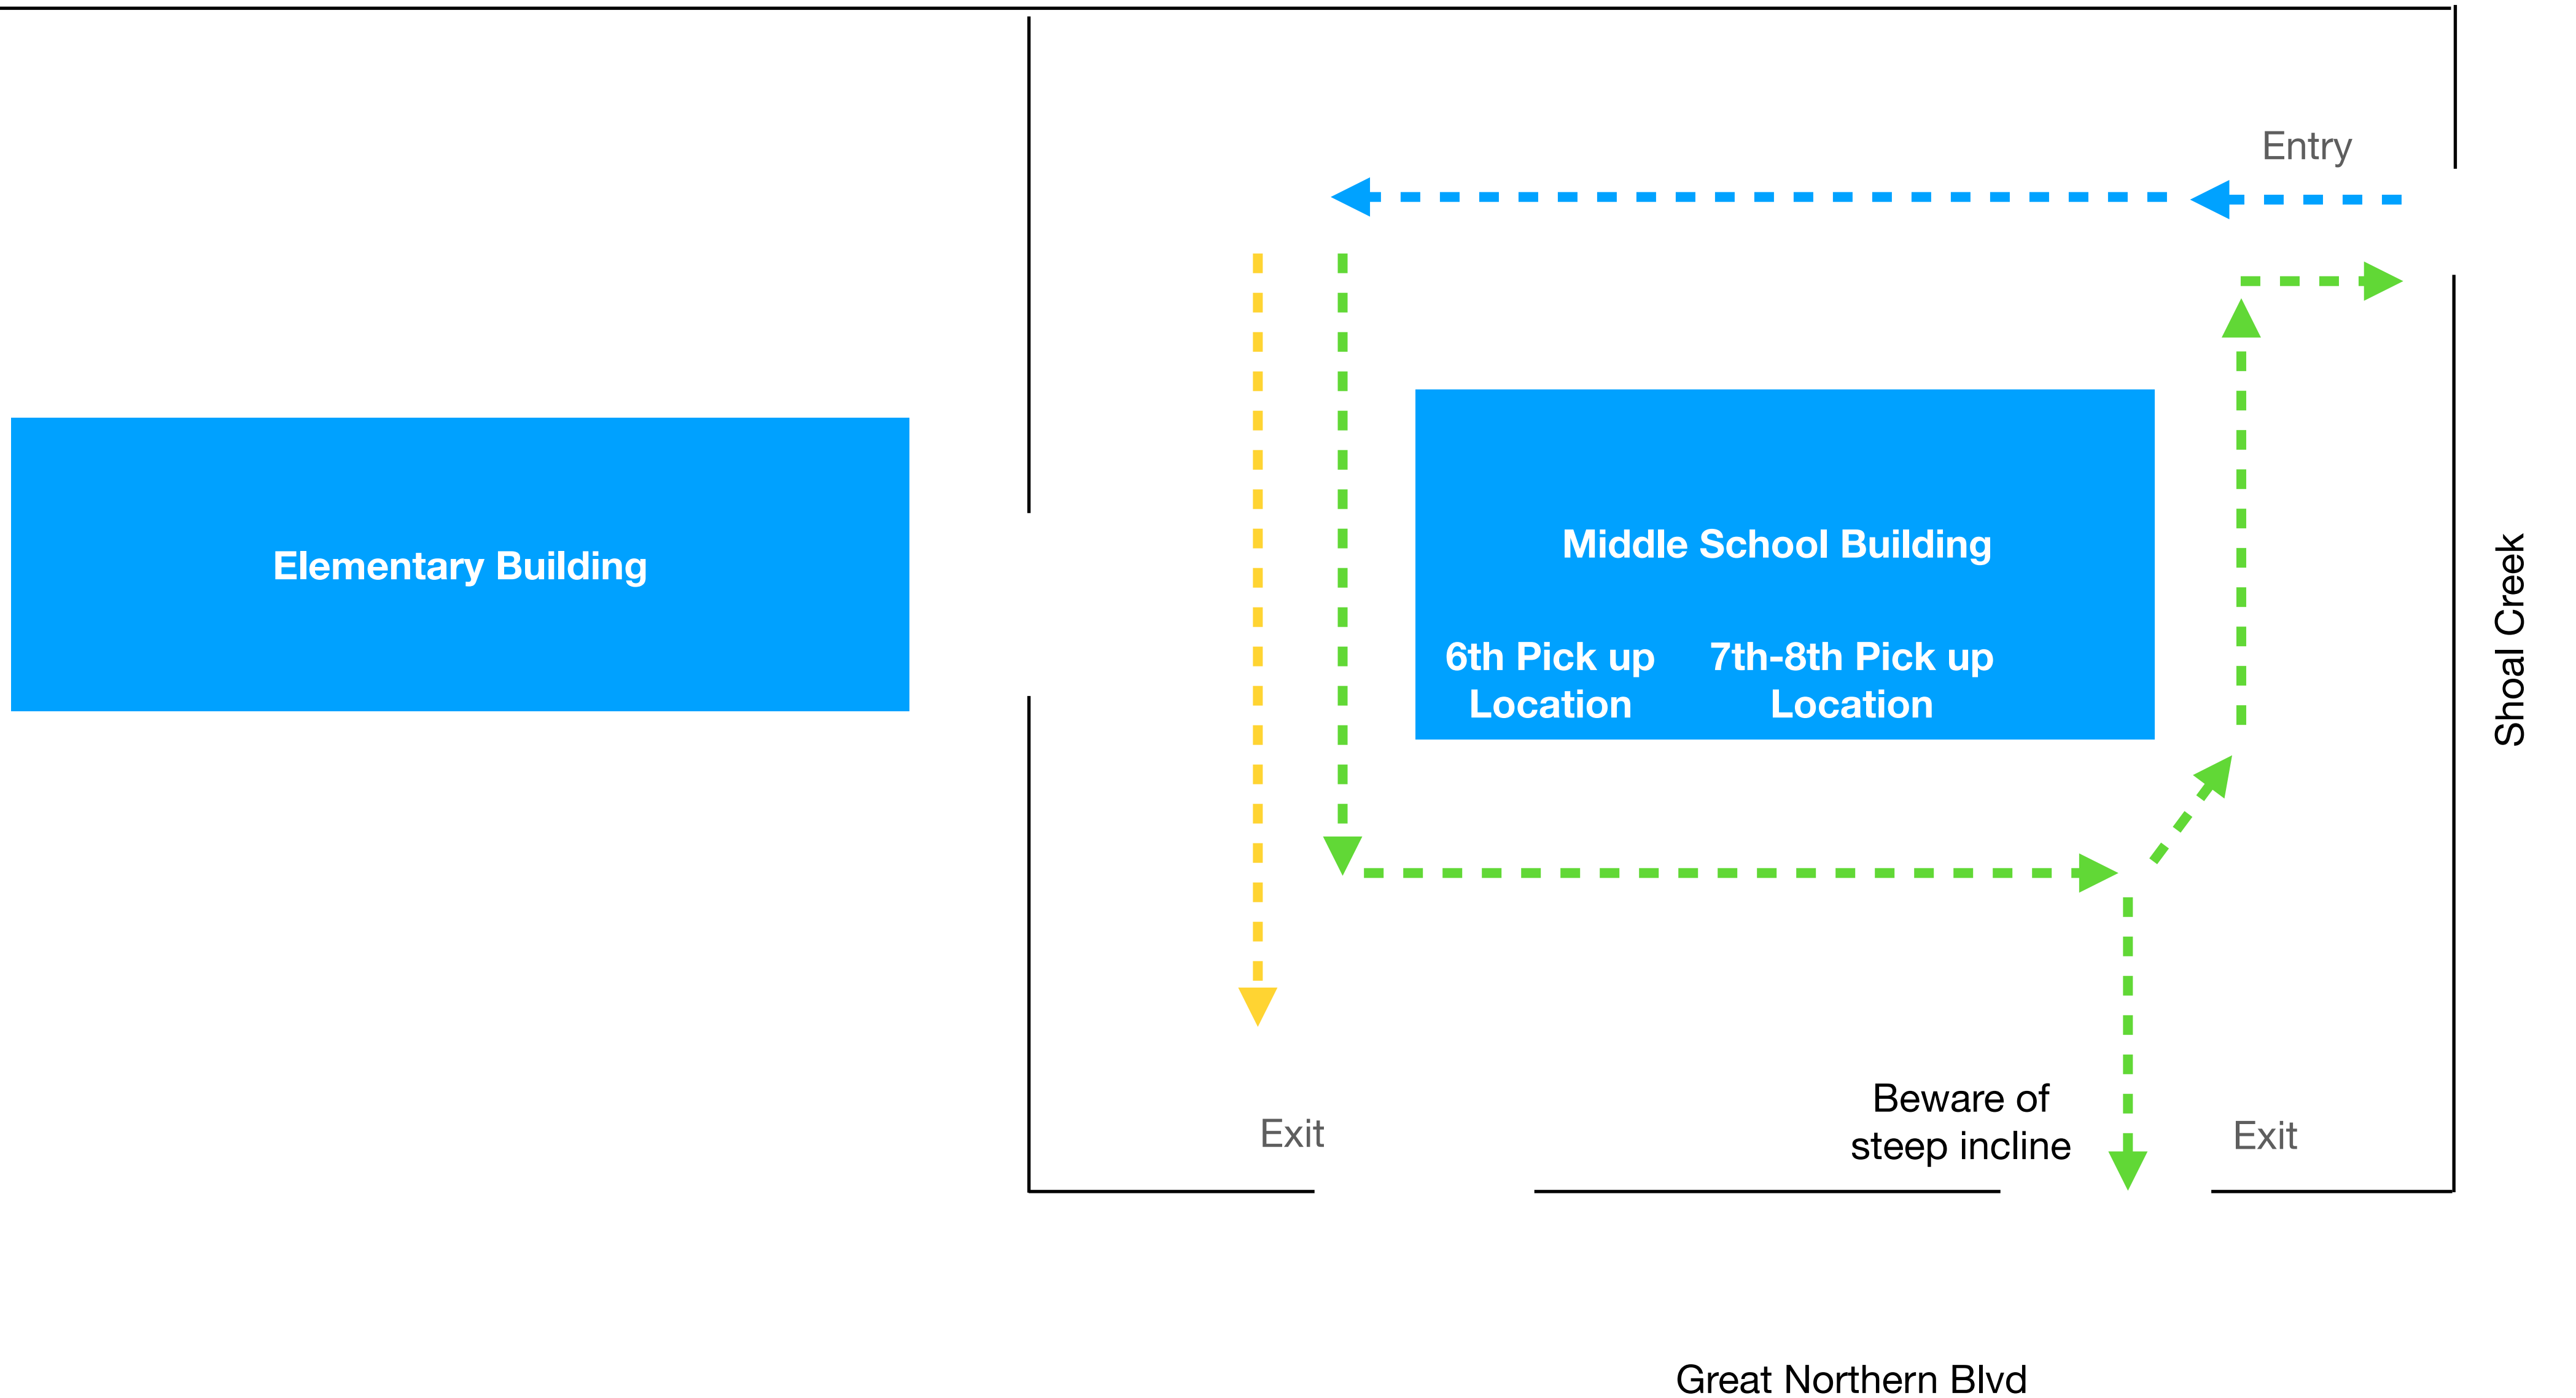 Entry
Elementary Building
Middle School Building
6th Pick up
Location
7th-8th Pick up
Location
Shoal Creek
Beware of
steep incline
Exit
Exit
Great Northern Blvd